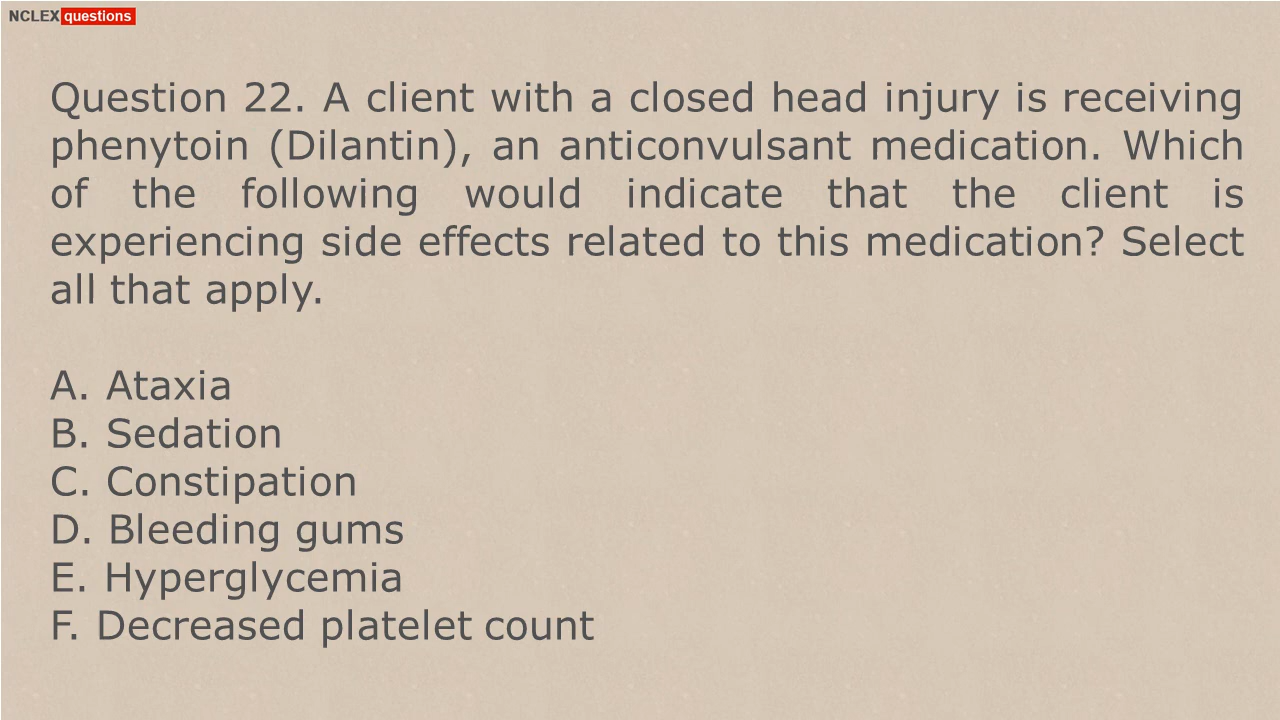 NCLEX questions
Question 22. A client with a closed head injury is receiving
phenytoin (Dilantin), an anticonvulsant medication. Which
of the following would indicate that the client is
experiencing side effects related to this medication? Select
all that apply.
A. Ataxia
B. Sedation
C. Constipation
D. Bleeding gums
E. Hyperglycemia
F. Decreased platelet count